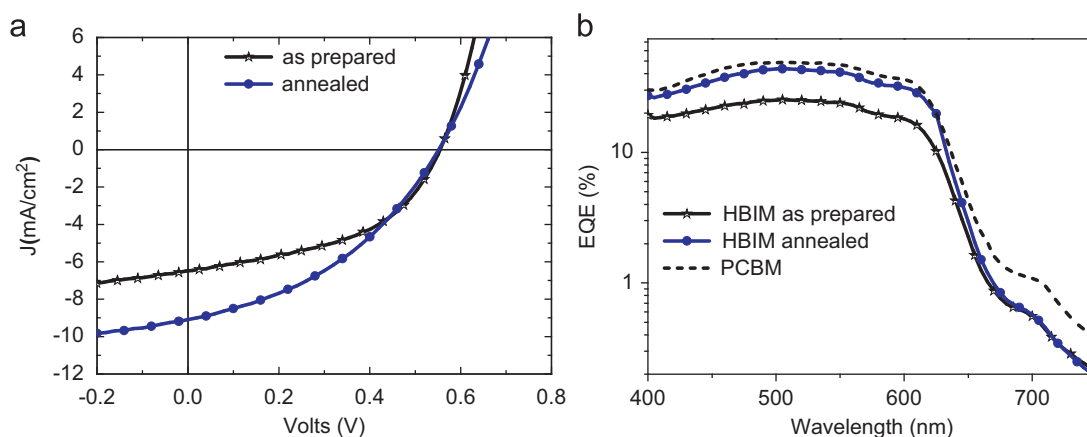 a
6
4
2
0
-2
-4
-6
-8
-10
-12
J(mA/cm²)
as prepared
annealed
-0.2
0.0
0.2
0.4
0.6
0.8
Volts (V)
b
10
1
EQE (%)
HBIM as prepared
HBIM annealed
PCBM
400
500
600
700
Wavelength (nm)